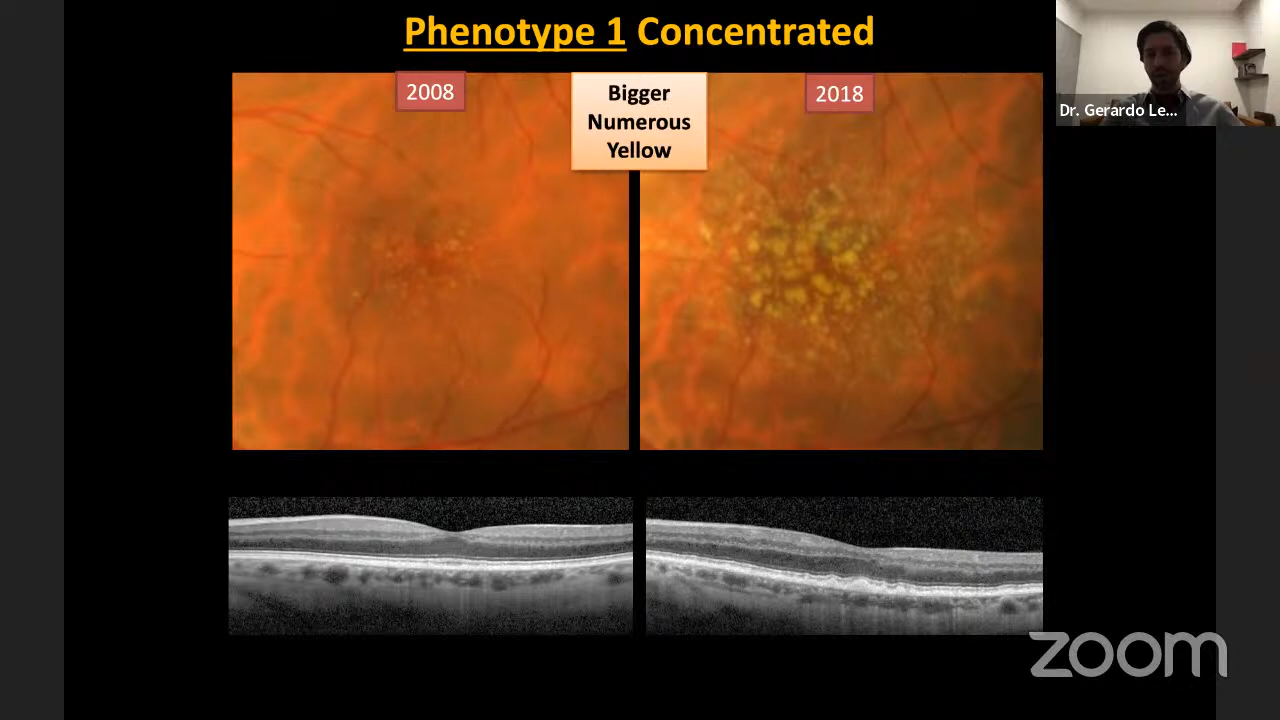 Phenotype 1 Concentrated
2008
Bigger
Numerous
Yellow
2018
Dr. Gerardo Le...
zoom